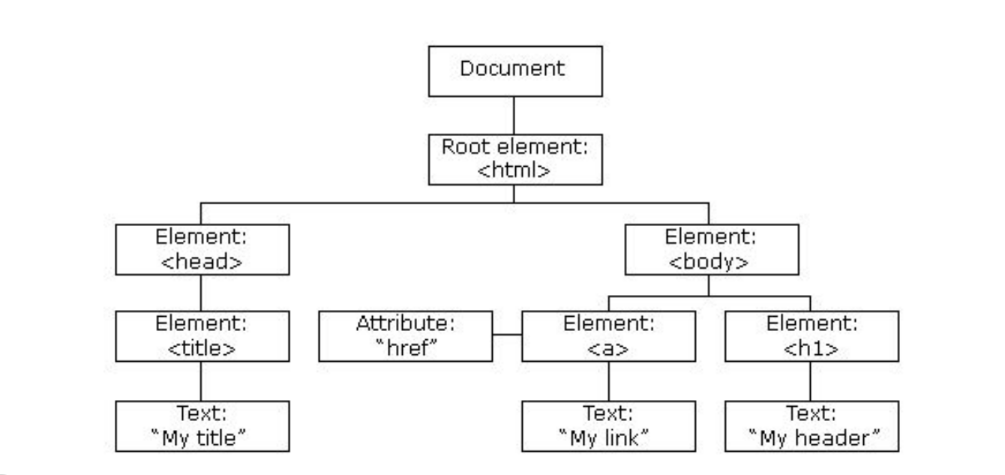 Document
Root element:
<html>
Element:
<head>
Element:
<body>
Element:
<title>
Attribute:
“href”
Element:
<a>
Element:
<h1>
Text:
“My title”
Text:
“My link”
Text:
“My header”